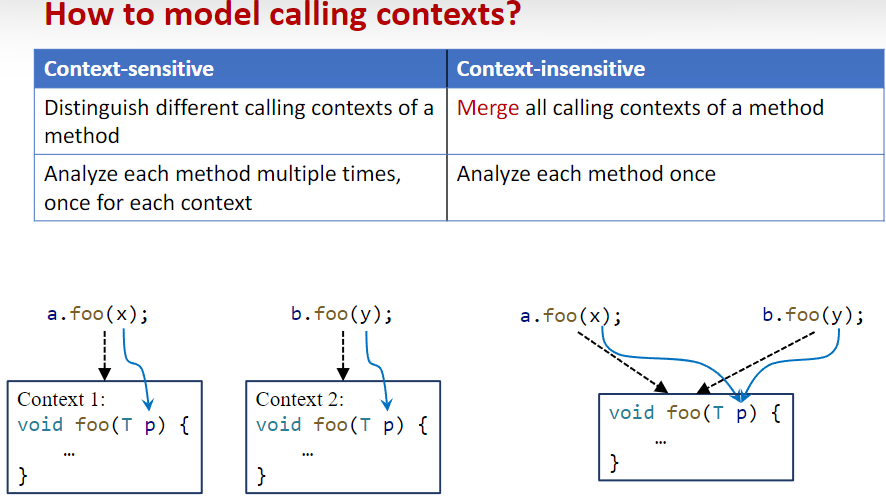 How to model calling contexts?
Context-sensitive
Context-insensitive
Distinguish different calling contexts of a
method
Merge all calling contexts of a method
Analyze each method multiple times,
once for each context
Analyze each method once
a.foo(x);
b.foo(y);
a.foo(x);
b.foo(y);
Context 1:
void foo(T p) {
…
}
Context 2:
void foo(T p) {
…
}
void foo(T p) {
…
}